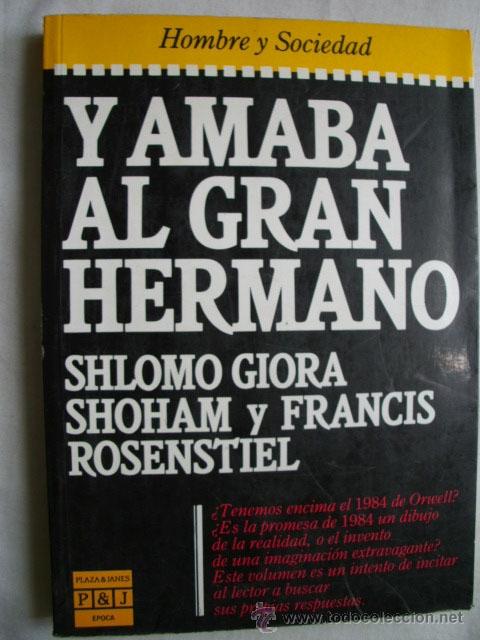 Hombre y Sociedad
Y AMABA
AL GRAN
HERMANO
SHLOMO GIORA
SHOHAM y FRANCIS
ROSENSTIEL
¿Tenemos encima el 1984 de Orwell?
¿Es la promesa de 1984 un dibujo
de la realidad, o el invento
de una imaginación extravagante?
Este volumen es un intento de incitar
al lector a buscar
sus propias respuestas.
PLAZA & JANES
P & J
EPOCA
www.todocoleccion.net